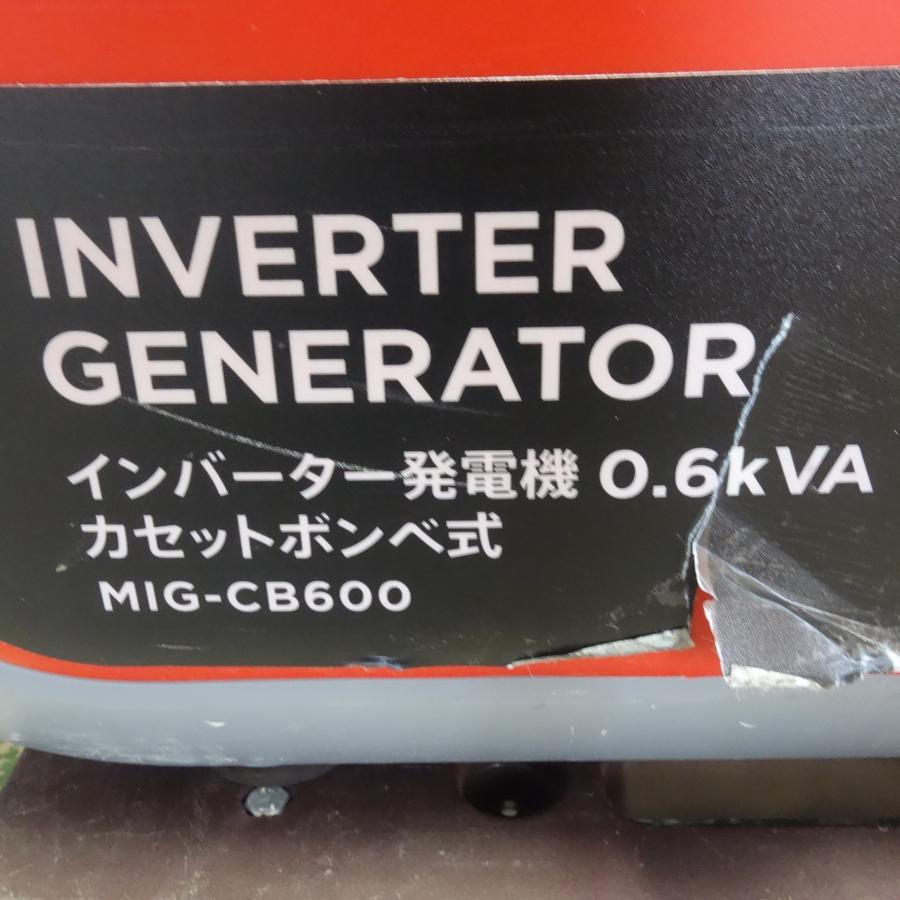 INVERTER
GENERATOR
インバーター発電機 0.6kVA
カセットボンベ式
MIG-CB600